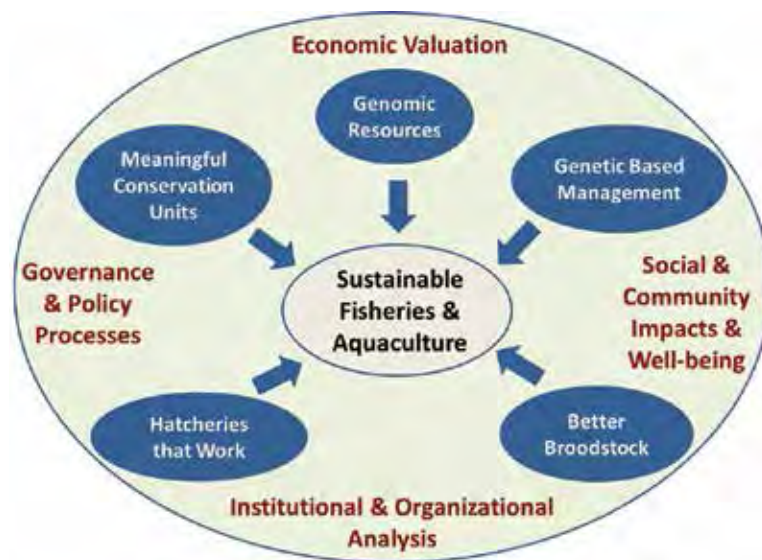 Economic Valuation
Genomic
Resources
Meaningful
Conservation
Units
Genetic Based
Management
Governance
& Policy
Processes
Sustainable
Fisheries &
Aquaculture
Social &
Community
Impacts &
Well-being
Hatcheries
that Work
Better
Broodstock
Institutional & Organizational
Analysis